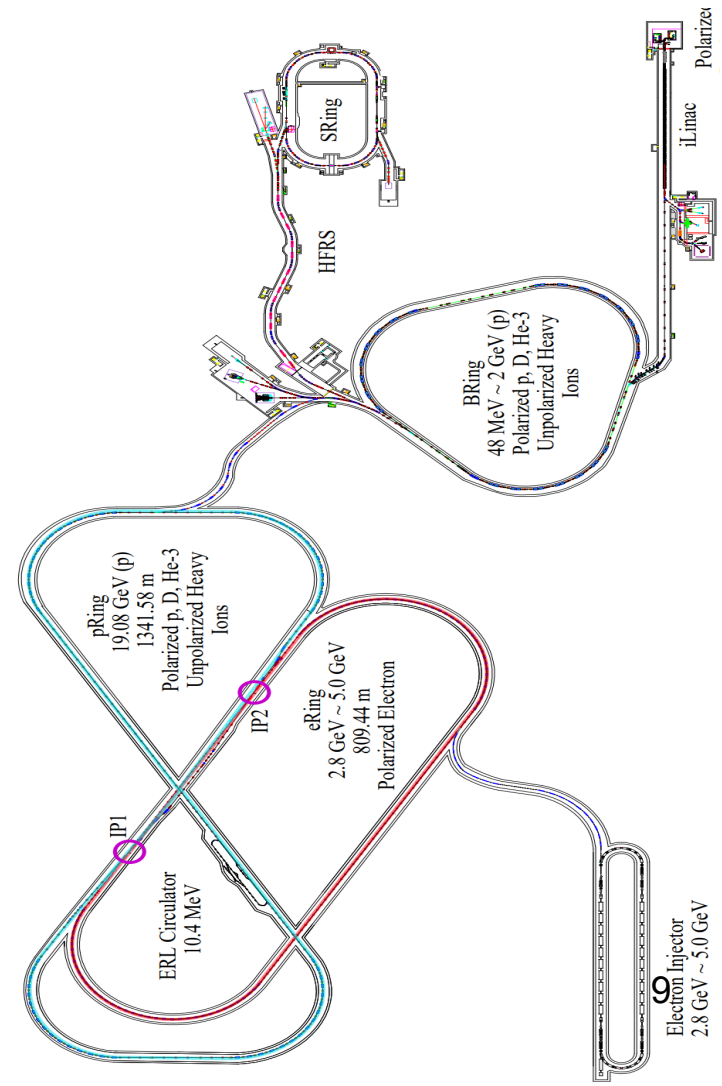 SRing
Polarized
iLinac
HFRS
BRing
48 MeV ~ 2 GeV (p)
Polarized p, D, He-3
Unpolarized Heavy
Ions
pRing
19.08 GeV (p)
1341.58 m
Polarized p, D, He-3
Unpolarized Heavy
Ions
IP2
eRing
2.8 GeV ~ 5.0 GeV
809.44 m
Polarized Electron
IP1
ERL Circulator
10.4 MeV
Electron Injector
2.8 GeV ~ 5.0 GeV
9